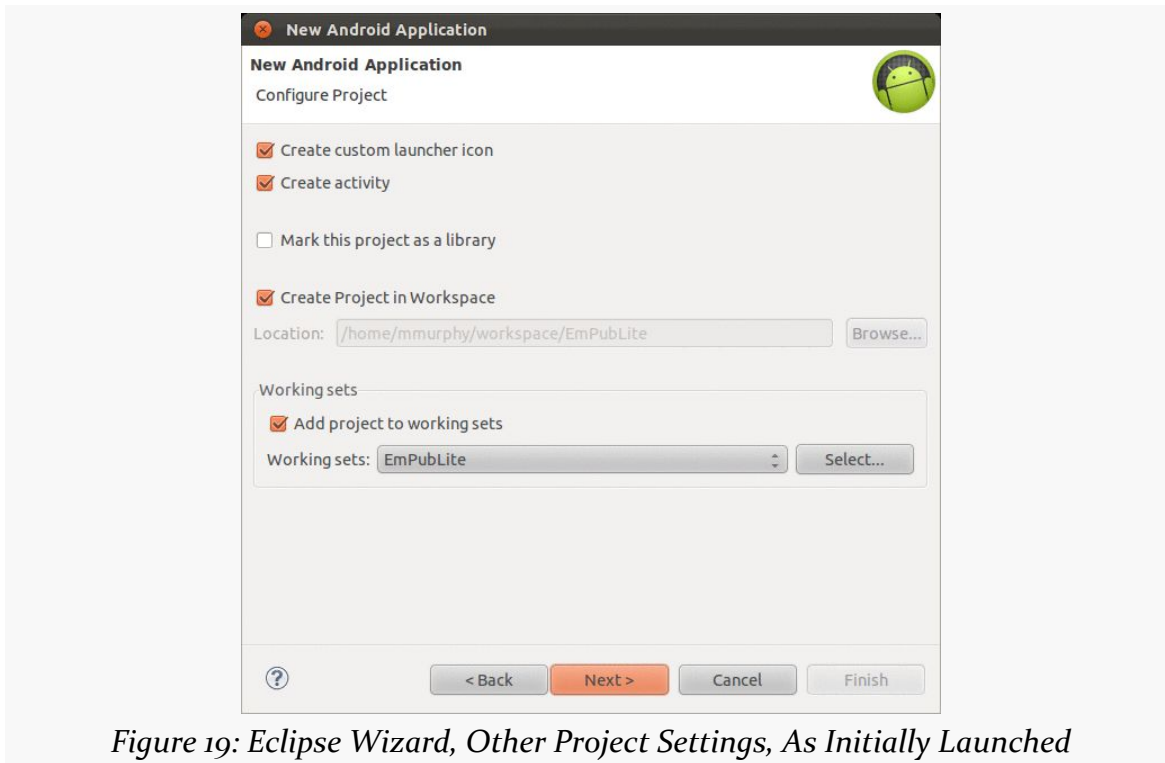 New Android Application
New Android Application
Configure Project
Create custom launcher icon
Create activity
Mark this project as a library
Create Project in Workspace
Location: /home/mmurphy/workspace/EmPubLite Browse...
Working sets
Add project to working sets
Working sets: EmPubLite Select...
? < Back Next > Cancel Finish
Figure 19: Eclipse Wizard, Other Project Settings, As Initially Launched